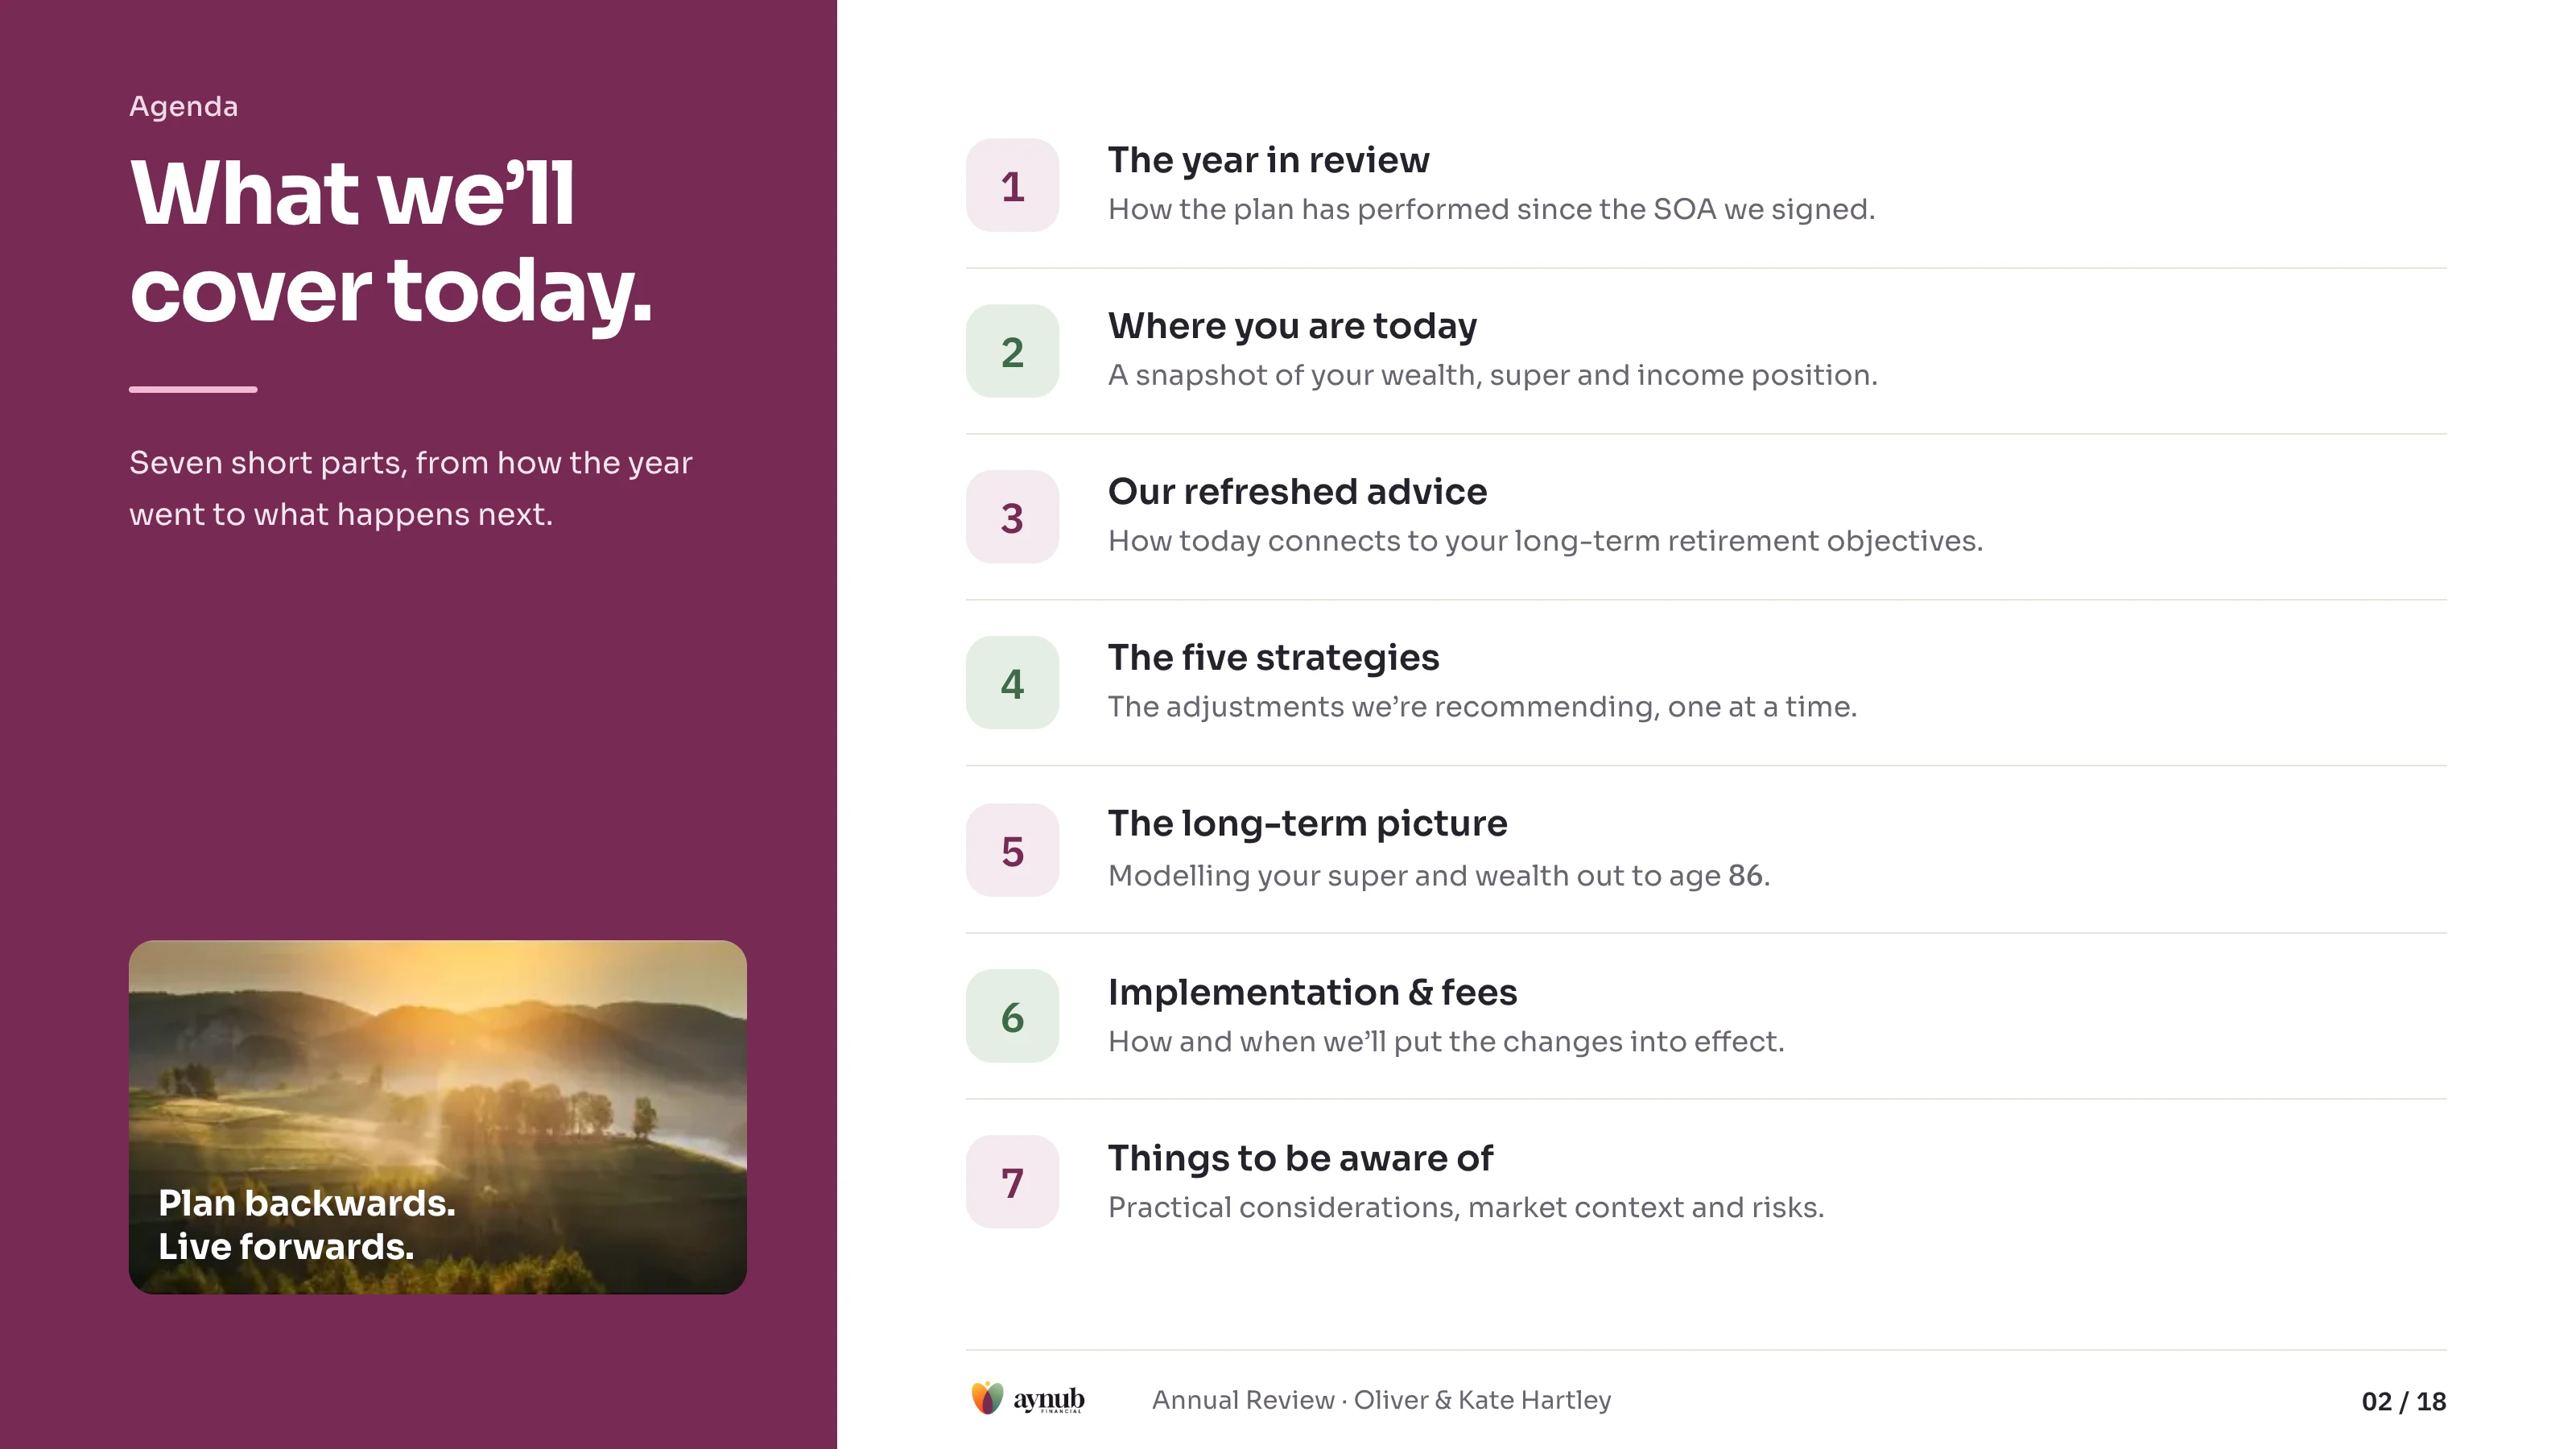 Agenda
What we’ll
cover today.
Seven short parts, from how the year
went to what happens next.
Plan backwards.
Live forwards.
1
The year in review
How the plan has performed since the SOA we signed.
2
Where you are today
A snapshot of your wealth, super and income position.
3
Our refreshed advice
How today connects to your long-term retirement objectives.
4
The five strategies
The adjustments we’re recommending, one at a time.
5
The long-term picture
Modelling your super and wealth out to age 86.
6
Implementation & fees
How and when we’ll put the changes into effect.
7
Things to be aware of
Practical considerations, market context and risks.
aynub
FINANCIAL
Annual Review · Oliver & Kate Hartley
02 / 18